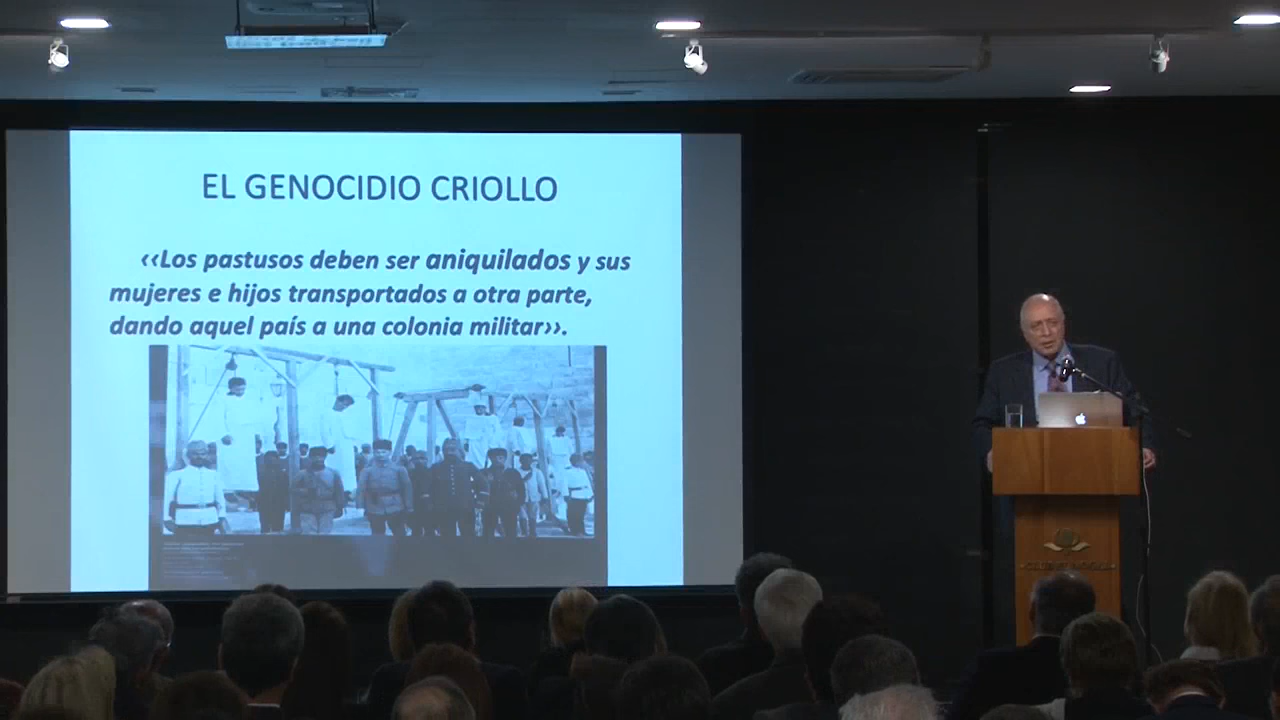 EL GENOCIDIO CRIOLLO
‹‹Los pastusos deben ser aniquilados y sus
mujeres e hijos transportados a otra parte,
dando aquel país a una colonia militar››.